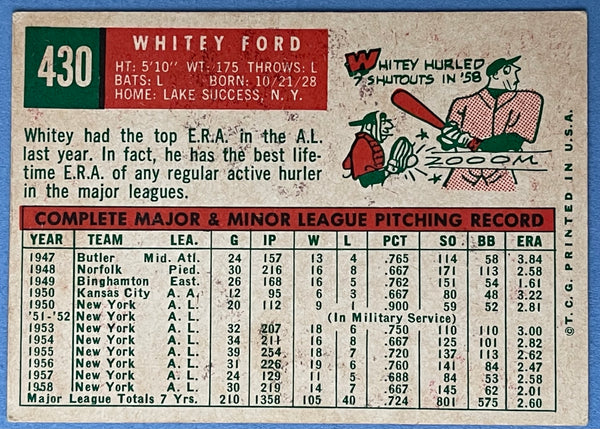 430
WHITEY FORD
HT: 5'10" WT: 175 THROWS: L
BATS: L BORN: 10/21/28
HOME: LAKE SUCCESS, N. Y.
WHITEY HURLED
7 SHUTOUTS IN '58
ZOOOM
Whitey had the top E.R.A. in the A.L.
last year. In fact, he has the best life-
time E.R.A. of any regular active hurler
in the major leagues.
COMPLETE MAJOR & MINOR LEAGUE PITCHING RECORD
YEAR TEAM LEA. G IP W L PCT SO BB ERA
1947 Butler Mid. Atl. 24 157 13 4 .765 114 58 3.84
1948 Norfolk Pied. 30 216 16 8 .667 171 113 2.58
1949 Binghamton East. 26 168 16 5 .762 151 54 1.61
1950 Kansas City A. A. 12 95 6 3 .667 80 48 3.22
1950 New York A. L. 20 112 9 1 .900 59 52 2.81
'51-'52 New York A. L. (In Military Service)
1953 New York A. L. 32 207 18 6 .750 110 110 3.00
1954 New York A. L. 34 211 16 8 .667 125 101 2.82
1955 New York A. L. 39 254 18 7 .720 137 113 2.62
1956 New York A. L. 31 226 19 6 .760 141 84 2.47
1957 New York A. L. 24 129 11 5 .688 84 53 2.57
1958 New York A. L. 30 219 14 7 .667 145 62 2.01
Major League Totals 7 Yrs. 210 1358 105 40 .724 801 575 2.60
© T. C. G. PRINTED IN U.S.A.